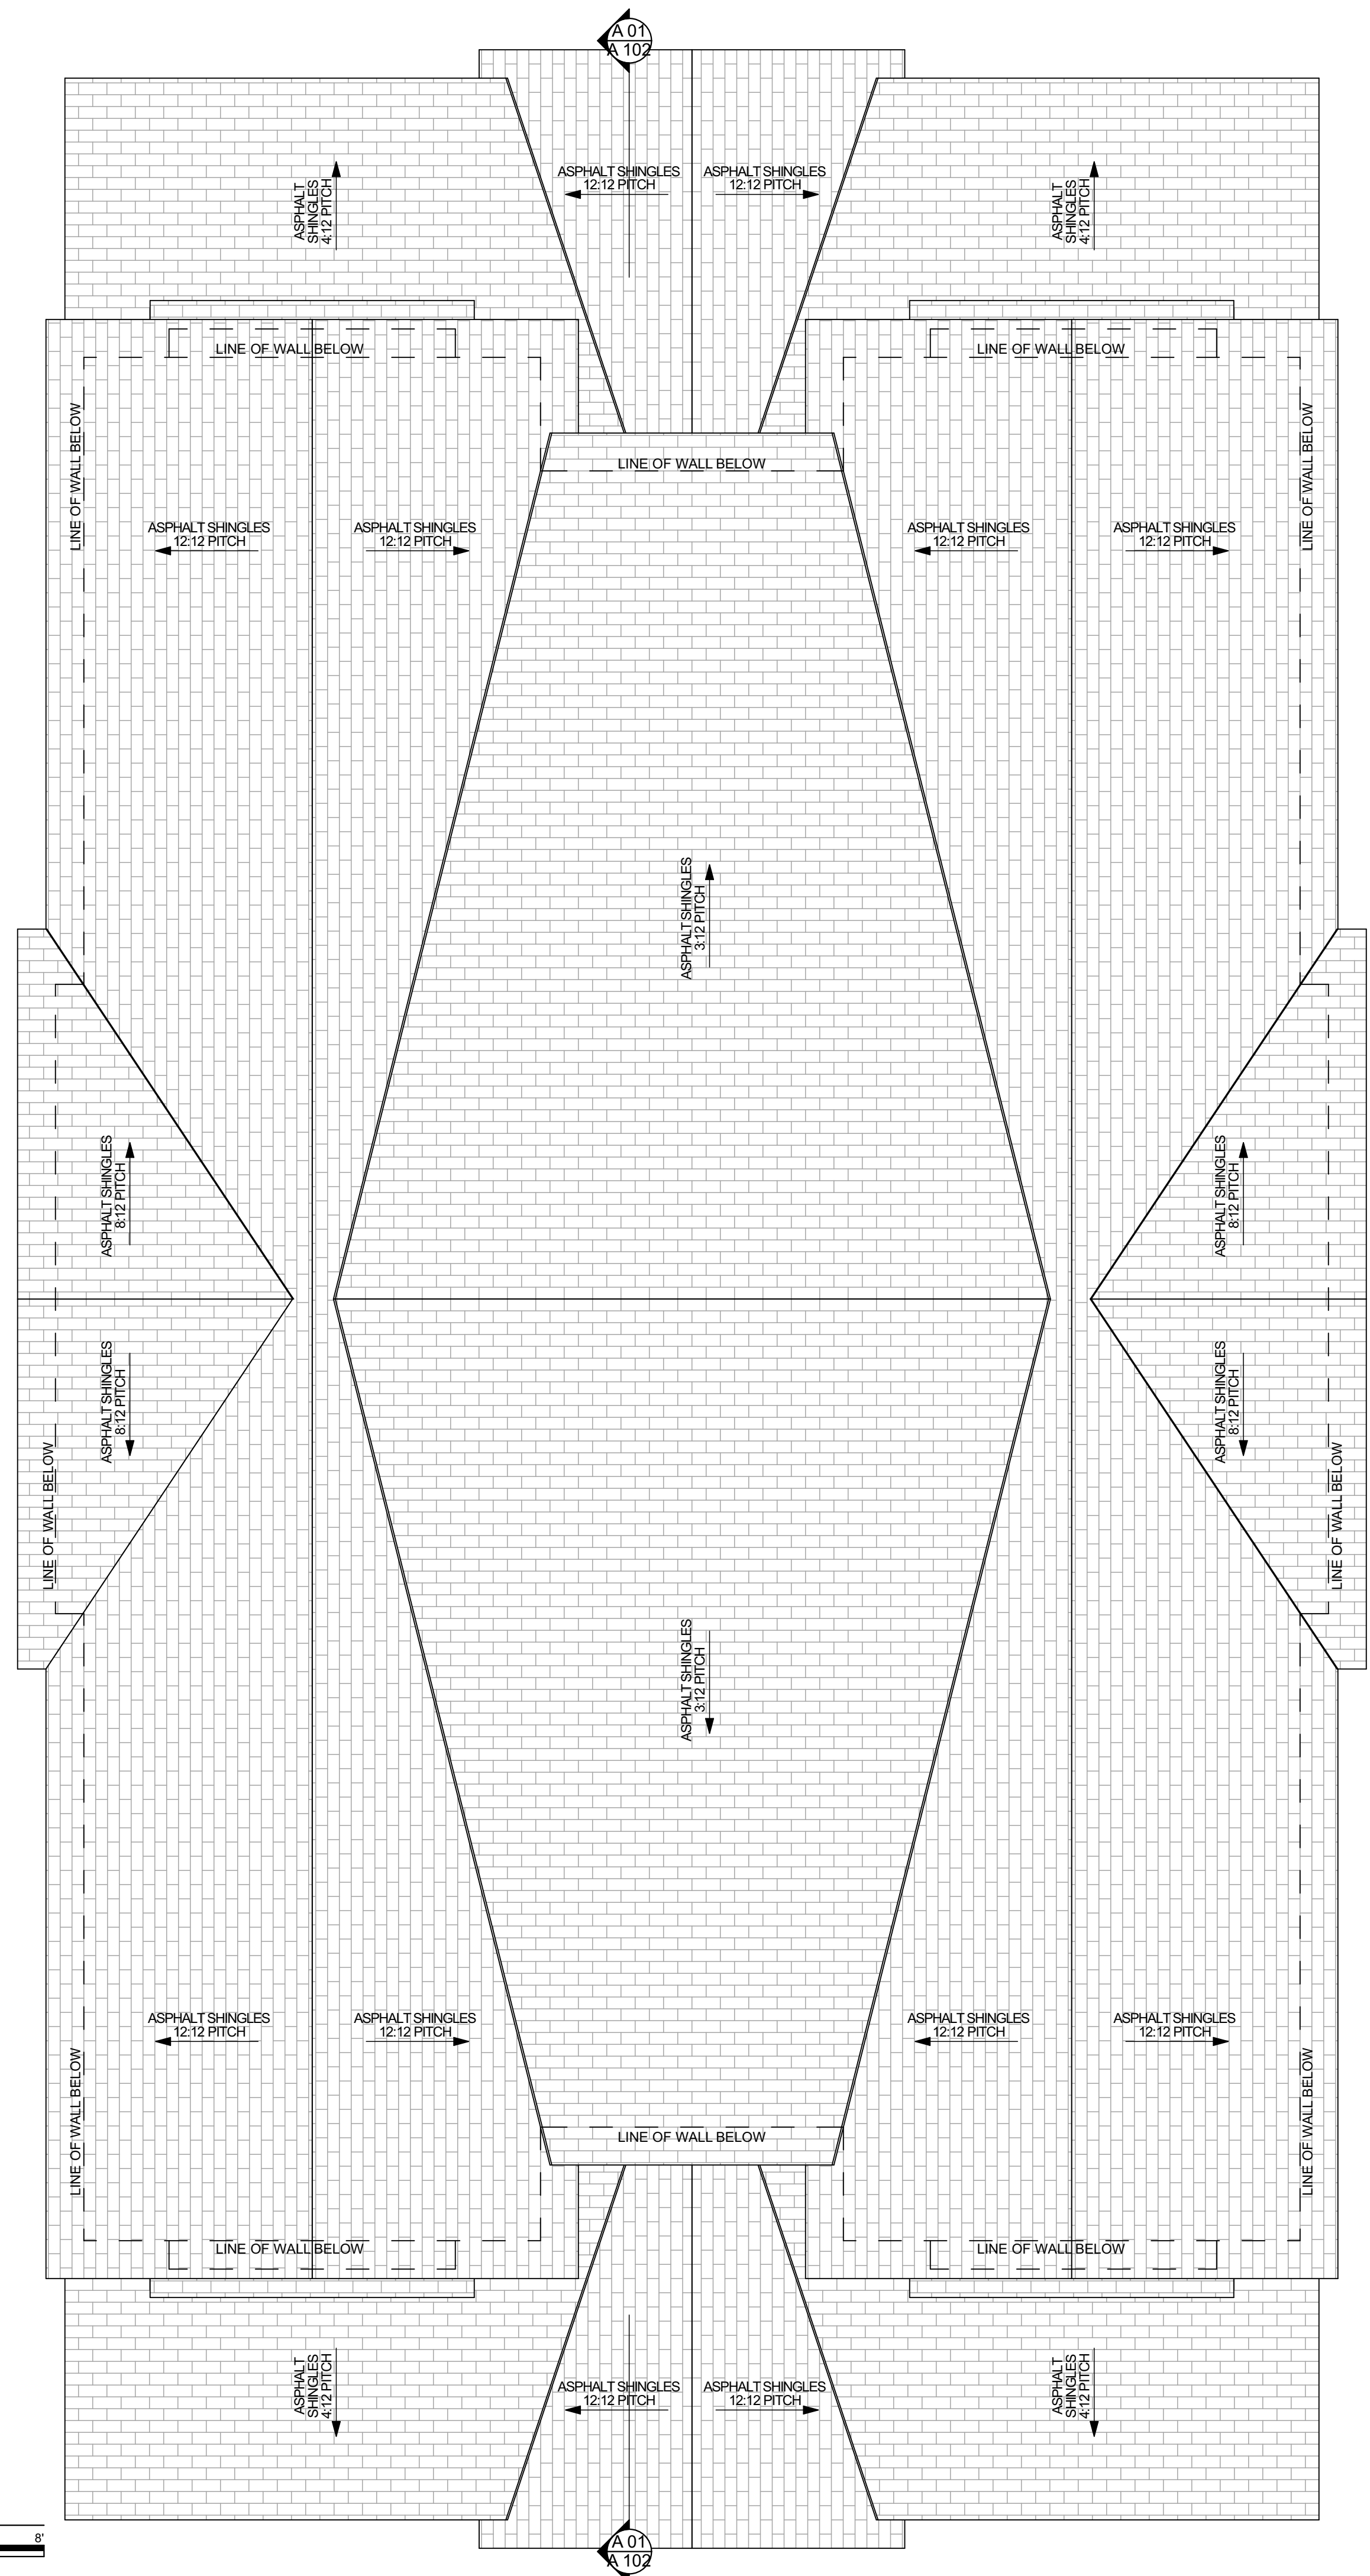 A 01
A 102
ASPHALT
SHINGLES
4:12 PITCH
ASPHALT SHINGLES
12:12 PITCH
ASPHALT SHINGLES
12:12 PITCH
ASPHALT
SHINGLES
4:12 PITCH
LINE OF WALL BELOW
LINE OF WALL BELOW
LINE OF WALL BELOW
LINE OF WALL BELOW
LINE OF WALL BELOW
ASPHALT SHINGLES
12:12 PITCH
ASPHALT SHINGLES
12:12 PITCH
ASPHALT SHINGLES
12:12 PITCH
ASPHALT SHINGLES
12:12 PITCH
ASPHALT SHINGLES
3:12 PITCH
ASPHALT SHINGLES
8:12 PITCH
ASPHALT SHINGLES
8:12 PITCH
ASPHALT SHINGLES
8:12 PITCH
ASPHALT SHINGLES
8:12 PITCH
LINE OF WALL BELOW
LINE OF WALL BELOW
ASPHALT SHINGLES
3:12 PITCH
ASPHALT SHINGLES
12:12 PITCH
ASPHALT SHINGLES
12:12 PITCH
ASPHALT SHINGLES
12:12 PITCH
ASPHALT SHINGLES
12:12 PITCH
LINE OF WALL BELOW
LINE OF WALL BELOW
LINE OF WALL BELOW
LINE OF WALL BELOW
LINE OF WALL BELOW
ASPHALT
SHINGLES
4:12 PITCH
ASPHALT SHINGLES
12:12 PITCH
ASPHALT SHINGLES
12:12 PITCH
ASPHALT
SHINGLES
4:12 PITCH
8'
A 01
A 102